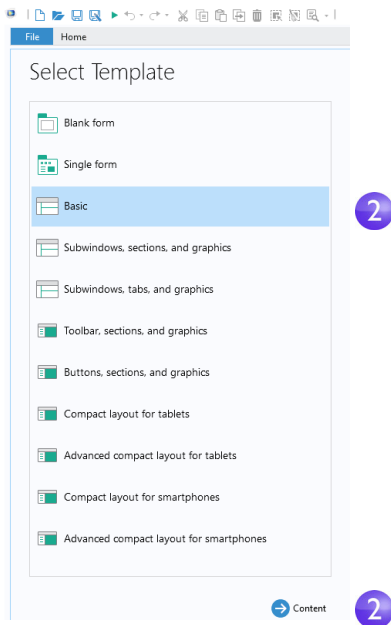 File Home
Select Template
Blank form
Single form
Basic
2
Subwindows, sections, and graphics
Subwindows, tabs, and graphics
Toolbar, sections, and graphics
Buttons, sections, and graphics
Compact layout for tablets
Advanced compact layout for tablets
Compact layout for smartphones
Advanced compact layout for smartphones
Content
2